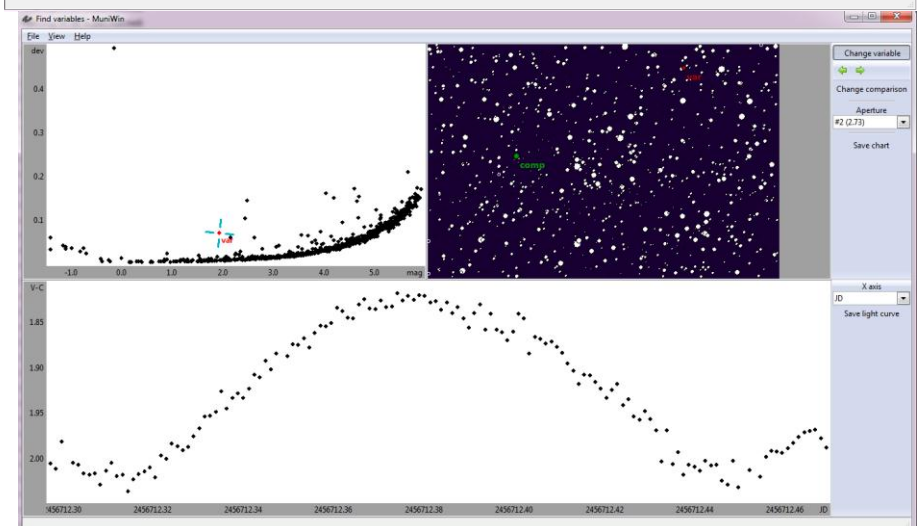 Find variables - MuniWin
File View Help
dev
0.4
0.3
0.2
0.1
-1.0 0.0 1.0 2.0 3.0 4.0 5.0 mag
var
var
comp
Change variable
Change comparison
Aperture
#2 (2.73)
Save chart
V-C
1.85
1.90
1.95
2.00
2456712.30 2456712.32 2456712.34 2456712.36 2456712.38 2456712.40 2456712.42 2456712.44 2456712.46 JD
X axis
JD
Save light curve